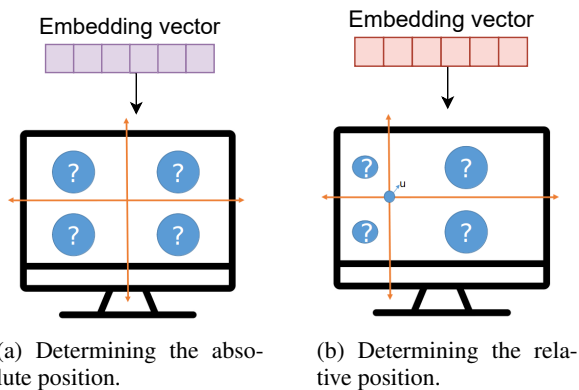 Embedding vector
? ?
? ?
(a) Determining the abso-
lute position.
Embedding vector
? ?
u
? ?
(b) Determining the rela-
tive position.